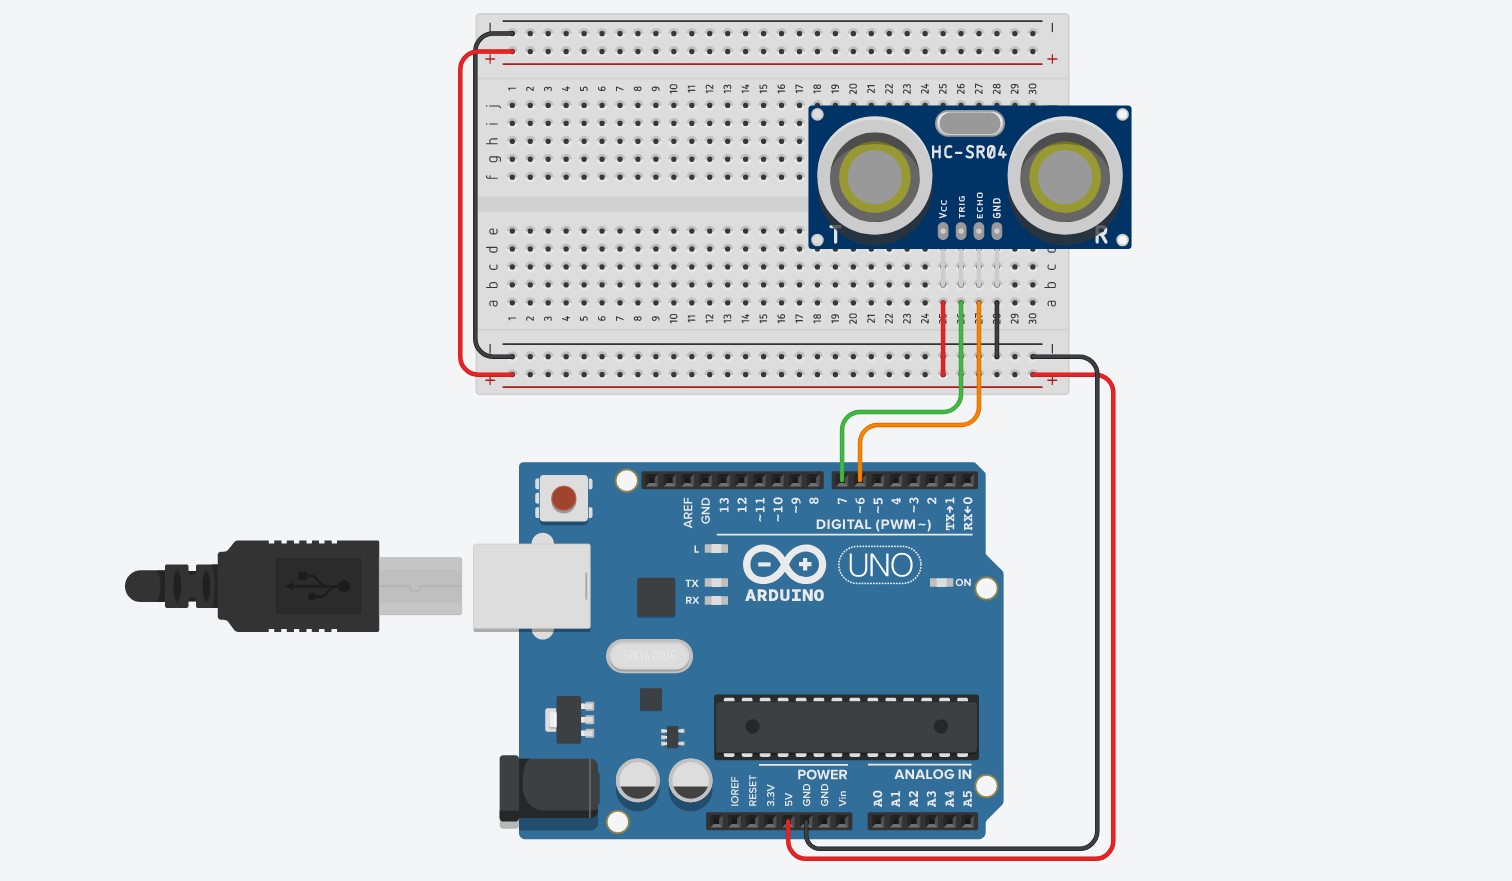 − −
+ +
1 2 3 4 5 6 7 8 9 10 11 12 13 14 15 16 17 18 19 20 21 22 23 24 25 26 27 28 29 30
j
i
h
g
f
HC-SR04
VCC TRIG ECHO GND
T R
e
d
c c
b b
a a
1 2 3 4 5 6 7 8 9 10 11 12 13 14 15 16 17 18 19 20 21 22 23 24 25 26 27 28 29 30
− −
+ +
AREF GND 13 12 ~11 ~10 ~9 8 7 ~6 ~5 4 ~3 2 TX→1 RX←0
DIGITAL (PWM~)
L
TX
RX
− +
UNO
ON
ARDUINO
POWER ANALOG IN
IOREF RESET 3.3V 5V GND GND Vin A0 A1 A2 A3 A4 A5